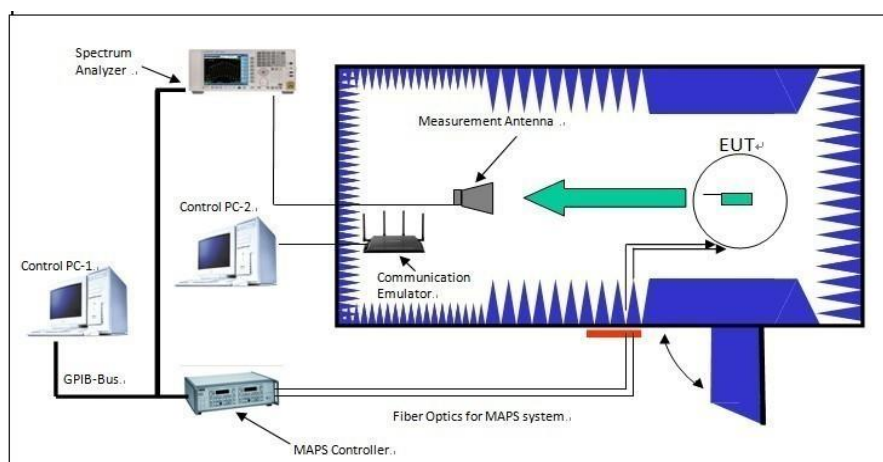 Spectrum
Analyzer
Measurement Antenna
EUT
Control PC-2
Control PC-1
Communication
Emulator
GPIB-Bus
Fiber Optics for MAPS system
MAPS Controller